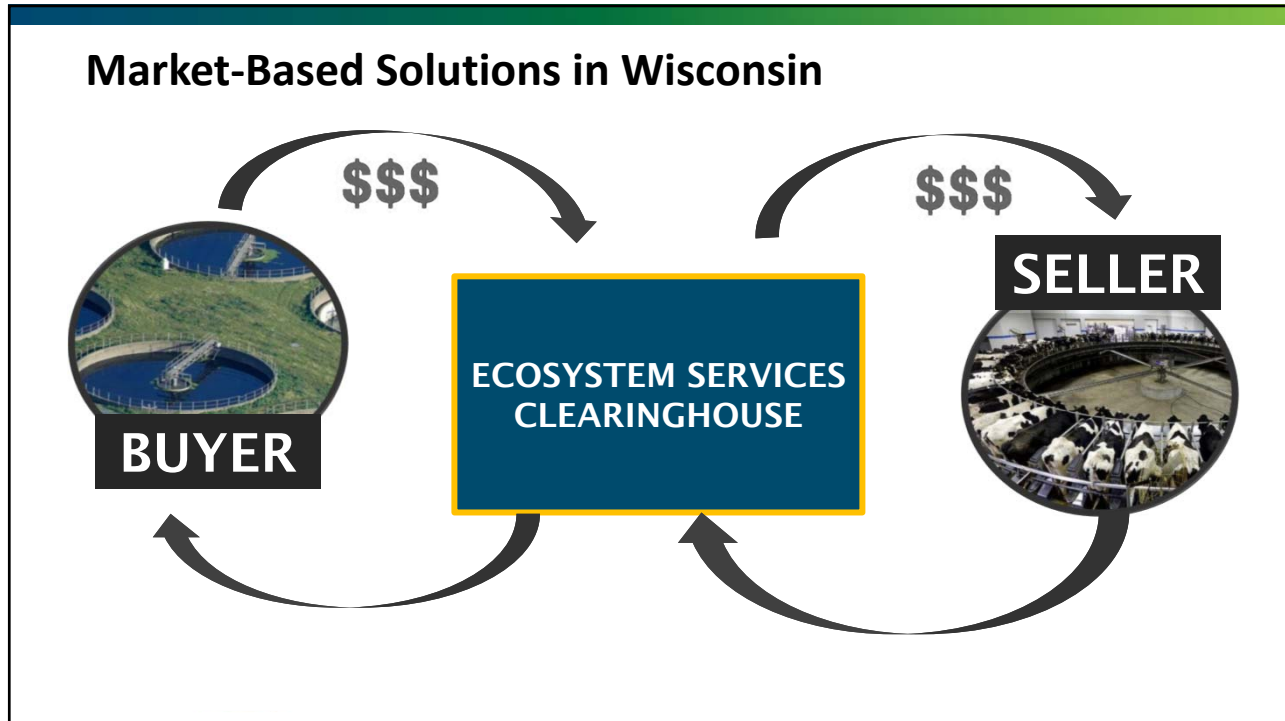 Market-Based Solutions in Wisconsin
$$$
$$$
BUYER
ECOSYSTEM SERVICES
CLEARINGHOUSE
SELLER